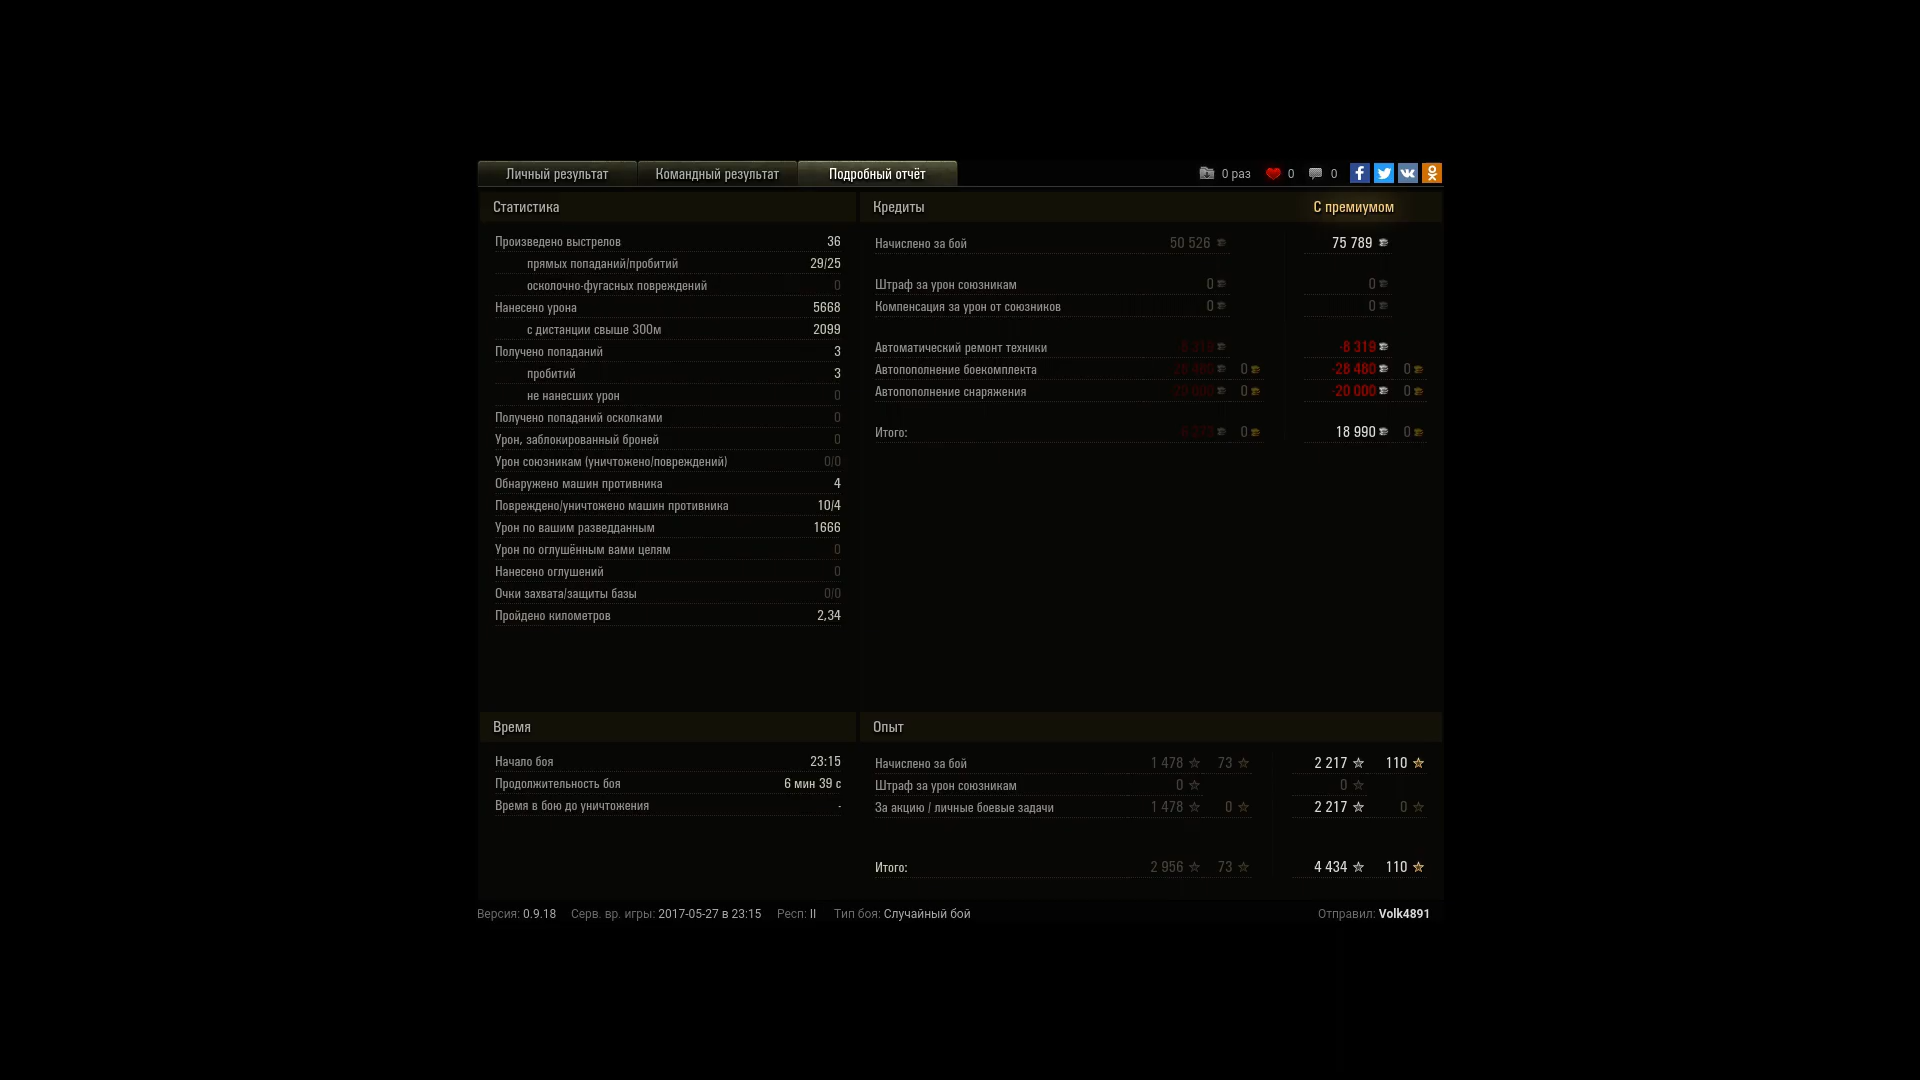 Личный результат Командный результат Подробный отчёт 0 раз 0 0
Статистика
Произведено выстрелов 36
прямых попаданий/пробитий 29/25
осколочно-фугасных повреждений 0
Нанесено урона 5668
с дистанции свыше 300м 2099
Получено попаданий 3
пробитий 3
не нанесших урон 0
Получено попаданий осколками 0
Урон, заблокированный броней 0
Урон союзникам (уничтожено/повреждений) 0/0
Обнаружено машин противника 4
Повреждено/уничтожено машин противника 10/4
Урон по вашим разведданным 1666
Урон по оглушённым вами целям 0
Нанесено оглушений 0
Очки захвата/защиты базы 0/0
Пройдено километров 2,34
Кредиты С премиумом
Начислено за бой 50 526 75 789
Штраф за урон союзникам 0 0
Компенсация за урон от союзников 0 0
Автоматический ремонт техники -8 319 -8 319
Автопополнение боекомплекта -28 480 0 -28 480 0
Автопополнение снаряжения -20 000 0 -20 000 0
Итого: -6 273 0 18 990 0
Время
Начало боя 23:15
Продолжительность боя 6 мин 39 с
Время в бою до уничтожения -
Опыт
Начислено за бой 1 478 73 2 217 110
Штраф за урон союзникам 0 0
За акцию / личные боевые задачи 1 478 0 2 217 0
Итого: 2 956 73 4 434 110
Версия: 0.9.18 Серв. вр. игры: 2017-05-27 в 23:15 Респ: II Тип боя: Случайный бой Отправил: Volk4891